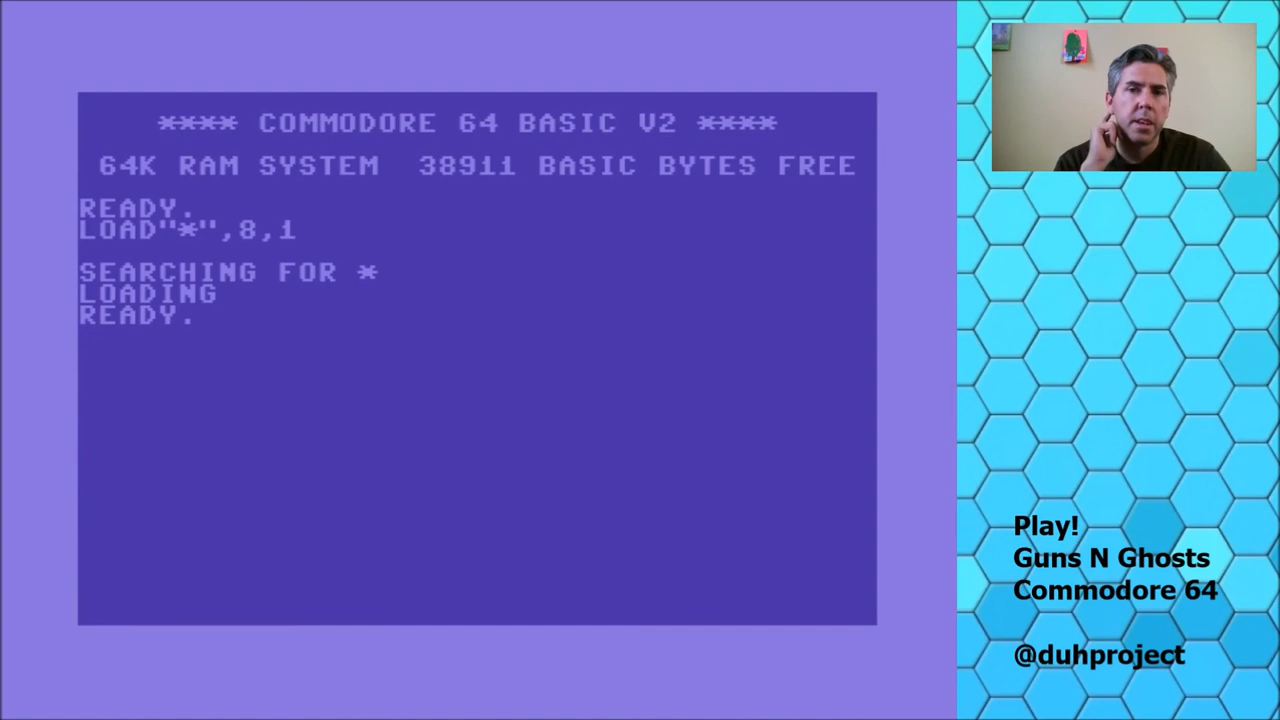 **** COMMODORE 64 BASIC V2 ****
64K RAM SYSTEM  38911 BASIC BYTES FREE
READY.
LOAD"*",8,1
SEARCHING FOR *
LOADING
READY.
Play!
Guns N Ghosts
Commodore 64
@duhproject